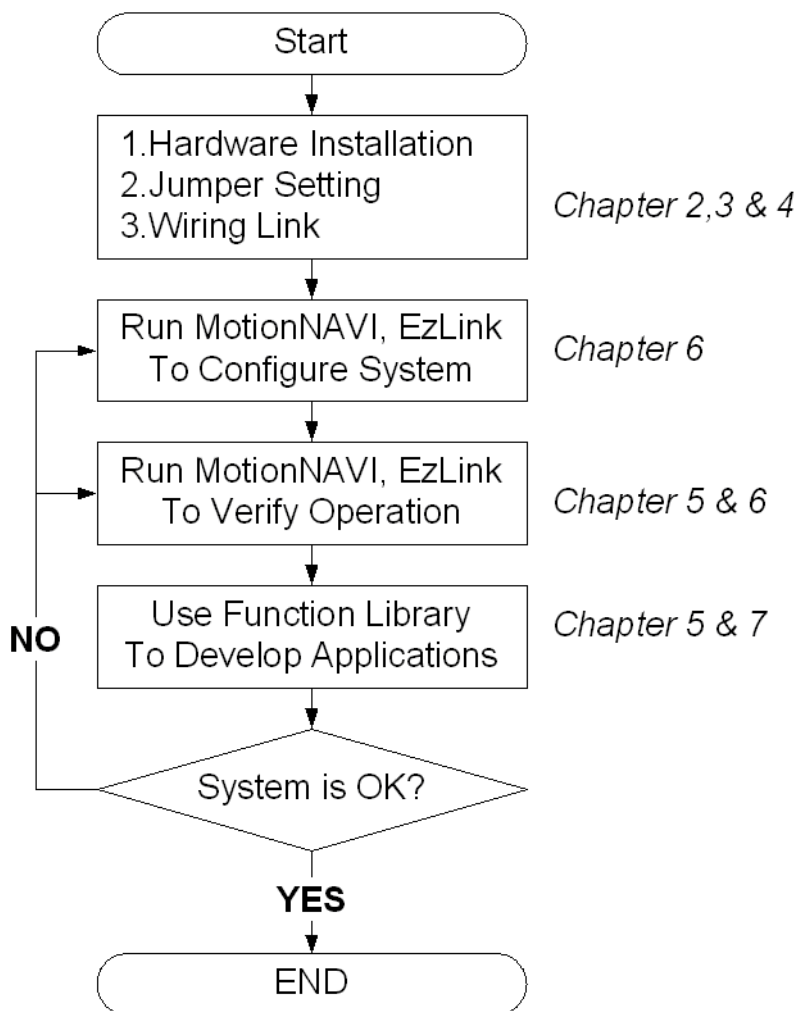 Start
1.Hardware Installation
2.Jumper Setting
3.Wiring Link
Chapter 2,3 & 4
Run MotionNAVI, EzLink
To Configure System
Chapter 6
Run MotionNAVI, EzLink
To Verify Operation
Chapter 5 & 6
Use Function Library
To Develop Applications
Chapter 5 & 7
NO
System is OK?
YES
END